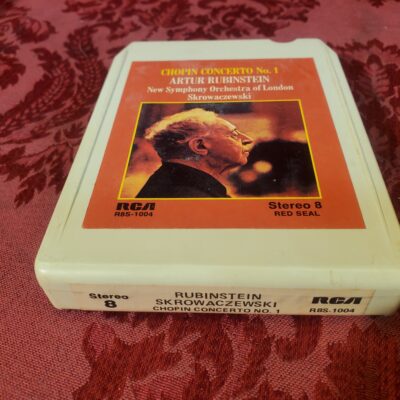 CHOPIN CONCERTO No. 1
ARTUR RUBINSTEIN
New Symphony Orchestra of London
Skrowaczewski
RCA Stereo 8
R8S-1004 RED SEAL
Stereo 8
RUBINSTEIN
SKROWACZEWSKI
CHOPIN CONCERTO NO. 1
RCA
R8S-1004